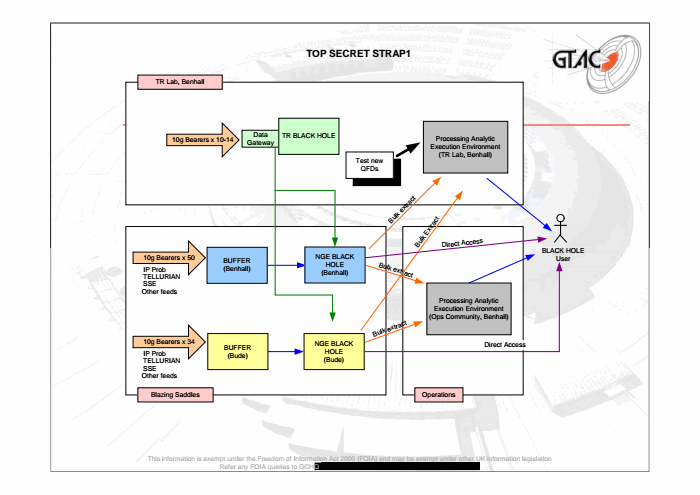 TOP SECRET STRAP1
GTAC
TR Lab, Benhall
10g Bearers x 10-14
Data
Gateway
TR BLACK HOLE
Test new
QFDs
Processing Analytic
Execution Environment
(TR Lab, Benhall)
Bulk extract
Bulk Extract
10g Bearers x 50
IP Prob
TELLURIAN
SSE
Other feeds
BUFFER
(Benhall)
NGE BLACK
HOLE
(Benhall)
Direct Access
BLACK HOLE
User
Bulk extract
Processing Analytic
Execution Environment
(Ops Community, Benhall)
10g Bearers x 34
IP Prob
TELLURIAN
SSE
Other feeds
BUFFER
(Bude)
NGE BLACK
HOLE
(Bude)
Bulk extract
Direct Access
Blazing Saddles
Operations
This information is exempt under the Freedom of Information Act 2000 (FOIA) and may be exempt under other UK information legislation
Refer any FOIA queries to GCHQ